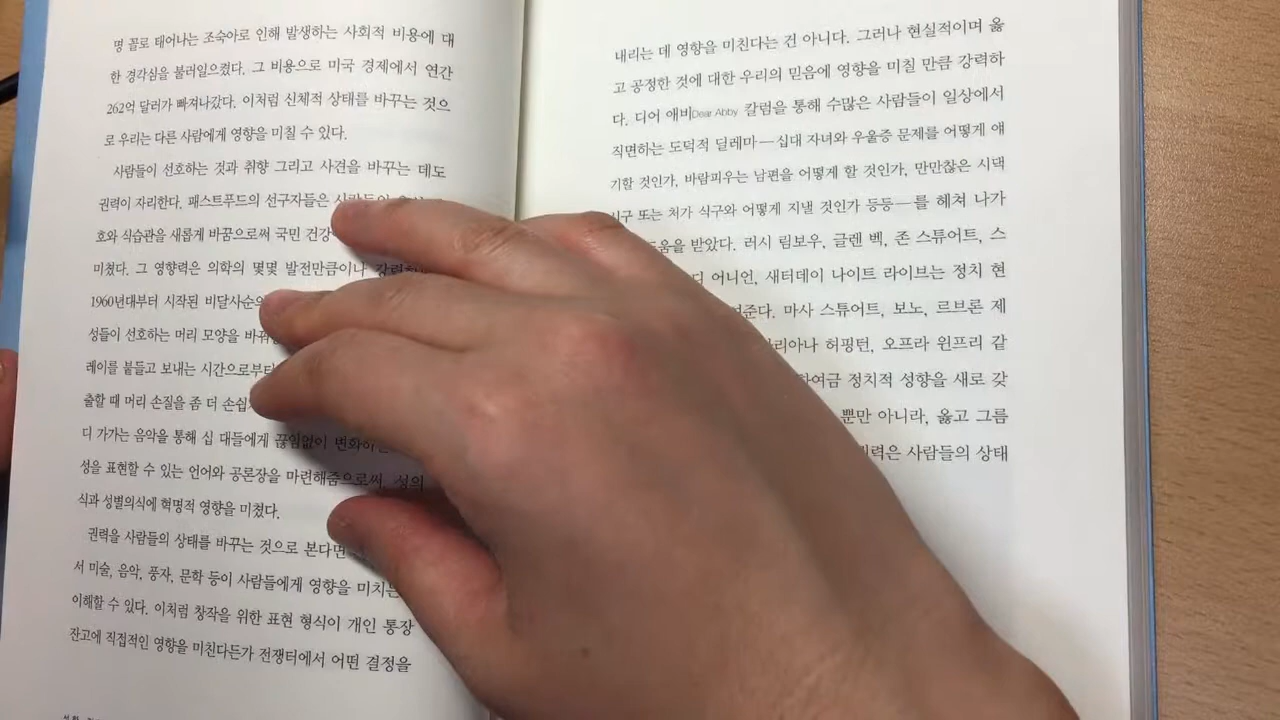 명 꼴로 태어나는 조숙아로 인해 발생하는 사회적 비용에 대
한 경각심을 불러일으켰다. 그 비용으로 미국 경제에서 연간
262억 달러가 빠져나갔다. 이처럼 신체적 상태를 바꾸는 것으
로 우리는 다른 사람에게 영향을 미칠 수 있다.
사람들이 선호하는 것과 취향 그리고 사견을 바꾸는 데도
권력이 자리한다. 패스트푸드의 선구자들은
호와 식습관을 새롭게 바꿈으로써 국민 건강
미쳤다. 그 영향력은 의학의 몇몇 발전만큼이나
1960년대부터 시작된 비달사순의
성들이 선호하는 머리 모양을
레이를 붙들고 보내는 시간으로부터
출할 때 머리 손질을 좀 더
디 가가는 음악을 통해 십 대들에게 끊임없이
성을 표현할 수 있는 언어와 공론장을 마련해줌으로써, 성의
식과 성별의식에 혁명적 영향을 미쳤다.
권력을 사람들의 상태를 바꾸는 것으로 본다면
서 미술, 음악, 풍자, 문학 등이 사람들에게 영향을 미치는
이해할 수 있다. 이처럼 창작을 위한 표현 형식이 개인 통장
잔고에 직접적인 영향을 미친다든가 전쟁터에서 어떤 결정을
내리는 데 영향을 미친다는 건 아니다. 그러나 현실적이며 옳
고 공정한 것에 대한 우리의 믿음에 영향을 미칠 만큼 강력하
다. 디어 애비Dear Abby 칼럼을 통해 수많은 사람들이 일상에서
직면하는 도덕적 딜레마—십대 자녀와 우울증 문제를 어떻게 얘
기할 것인가, 바람피우는 남편을 어떻게 할 것인가, 만만찮은 시댁
식구 또는 처가 식구와 어떻게 지낼 것인가 등등—를 헤쳐 나가
도움을 받았다. 러시 림보우, 글렌 벡, 존 스튜어트, 스
디 어니언, 새터데이 나이트 라이브는 정치 현
마사 스튜어트, 보노, 르브론 제
허핑턴, 오프라 윈프리 같
하여금 정치적 성향을 새로 갖
뿐만 아니라, 옳고 그름
권력은 사람들의 상태